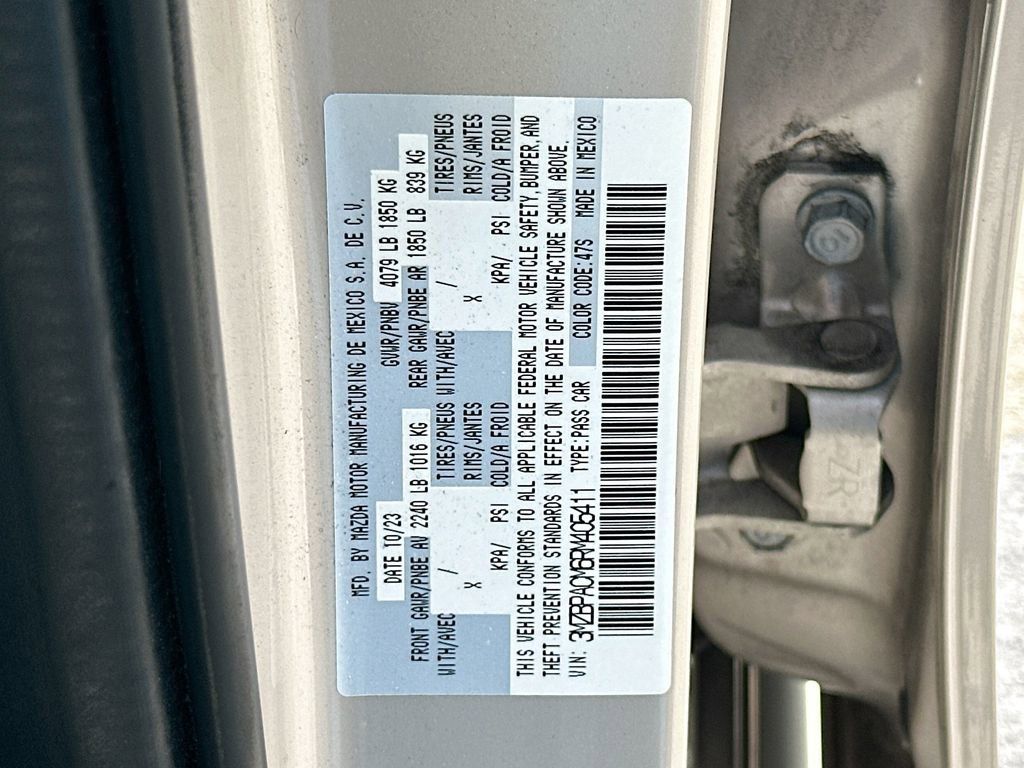 MFD. BY MAZDA MOTOR MANUFACTURING DE MEXICO S.A. DE C.V.
DATE 10/23 GVWR/PNBV 4079 LB 1850 KG
FRONT GAWR/PNBE AV 2240 LB 1016 KG REAR GAWR/PNBE AR 1850 LB 839 KG
WITH/AVEC / TIRES/PNEUS WITH/AVEC / TIRES/PNEUS
X RIMS/JANTES X RIMS/JANTES
KPA/ PSI COLD/A FROID KPA/ PSI COLD/A FROID
THIS VEHICLE CONFORMS TO ALL APPLICABLE FEDERAL MOTOR VEHICLE SAFETY,BUMPER,AND
THEFT PREVENTION STANDARDS IN EFFECT ON THE DATE OF MANUFACTURE SHOWN ABOVE.
VIN: 3MZBPACM6RM405411 TYPE:PASS CAR COLOR CODE:47S MADE IN MEXICO
ZR